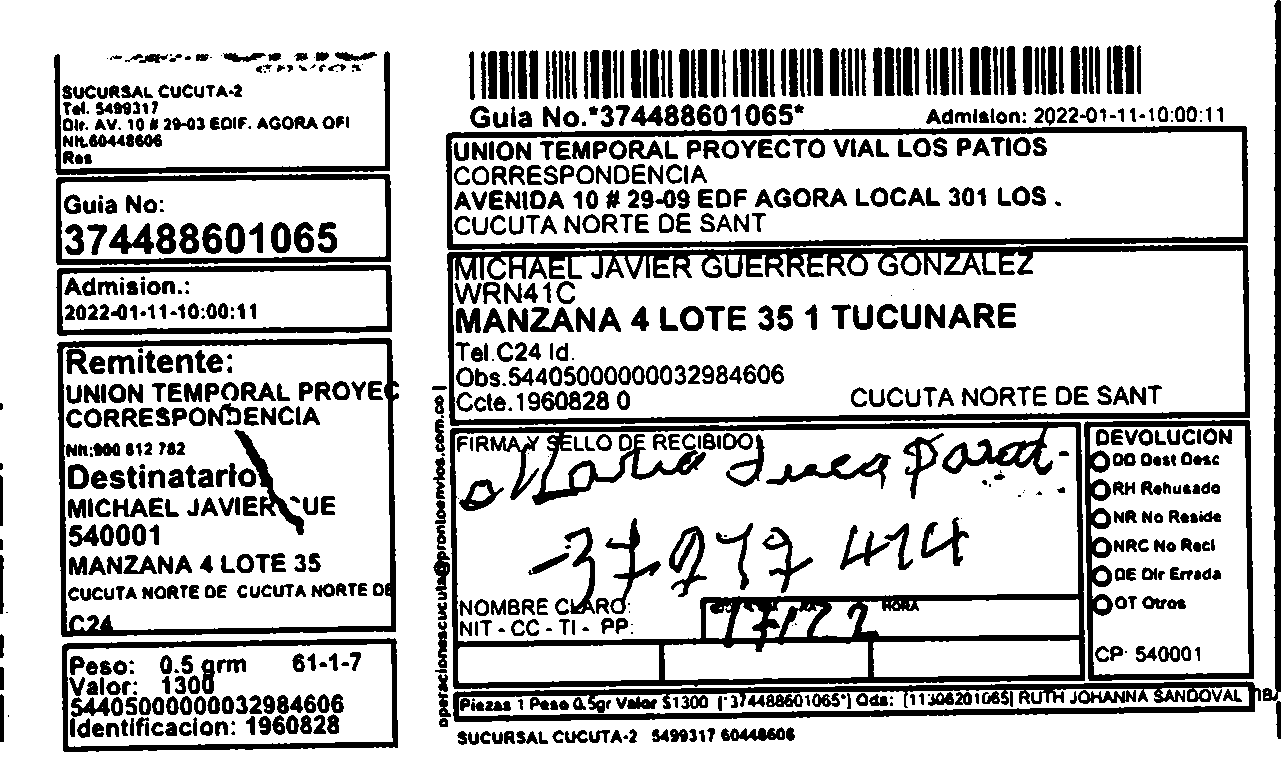 SUCURSAL CUCUTA-2
Tel. 5499317
Dir. AV. 10 # 29-03 EDIF. AGORA OFI
Nit.60448606
Res
Guia No:
374488601065
Admision.:
2022-01-11-10:00:11
Remitente:
UNION TEMPORAL PROYEC
CORRESPONDENCIA
Nit:900 612 782
Destinatario
MICHAEL JAVIER GUE
540001
MANZANA 4 LOTE 35
CUCUTA NORTE DE CUCUTA NORTE DE
C24
Peso: 0.5 grm 61-1-7
Valor: 1300
54405000000032984606
Identificacion: 1960828
Guia No.*374488601065* Admision: 2022-01-11-10:00:11
UNION TEMPORAL PROYECTO VIAL LOS PATIOS
CORRESPONDENCIA
AVENIDA 10 # 29-09 EDF AGORA LOCAL 301 LOS .
CUCUTA NORTE DE SANT
MICHAEL JAVIER GUERRERO GONZALEZ
WRN41C
MANZANA 4 LOTE 35 1 TUCUNARE
Tel.C24 Id.
Obs.54405000000032984606
Ccte.1960828 0 CUCUTA NORTE DE SANT
operacionescucuta@prontoenvios.com.co
FIRMA Y SELLO DE RECIBIDO
Maria
NOMBRE CLARO:
HORA
NIT - CC - TI - PP:
DEVOLUCION
DD Dest Desc
RH Rehusado
NR No Reside
NRC No Reci
DE Dir Errada
OT Otros
CP: 540001
Piezas 1 Peso 0.5gr Valor $1300 (*374488601065*) Oda: [11306201065] RUTH JOHANNA SANDOVAL
SUCURSAL CUCUTA-2 5499317 60448606